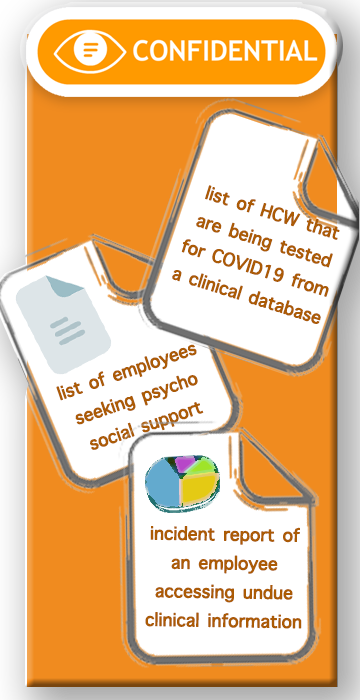 CONFIDENTIAL
list of HCW that
are being tested
for COVID19 from
a clinical database
list of employees
seeking psycho
social support
incident report of
an employee
accessing undue
clinical information